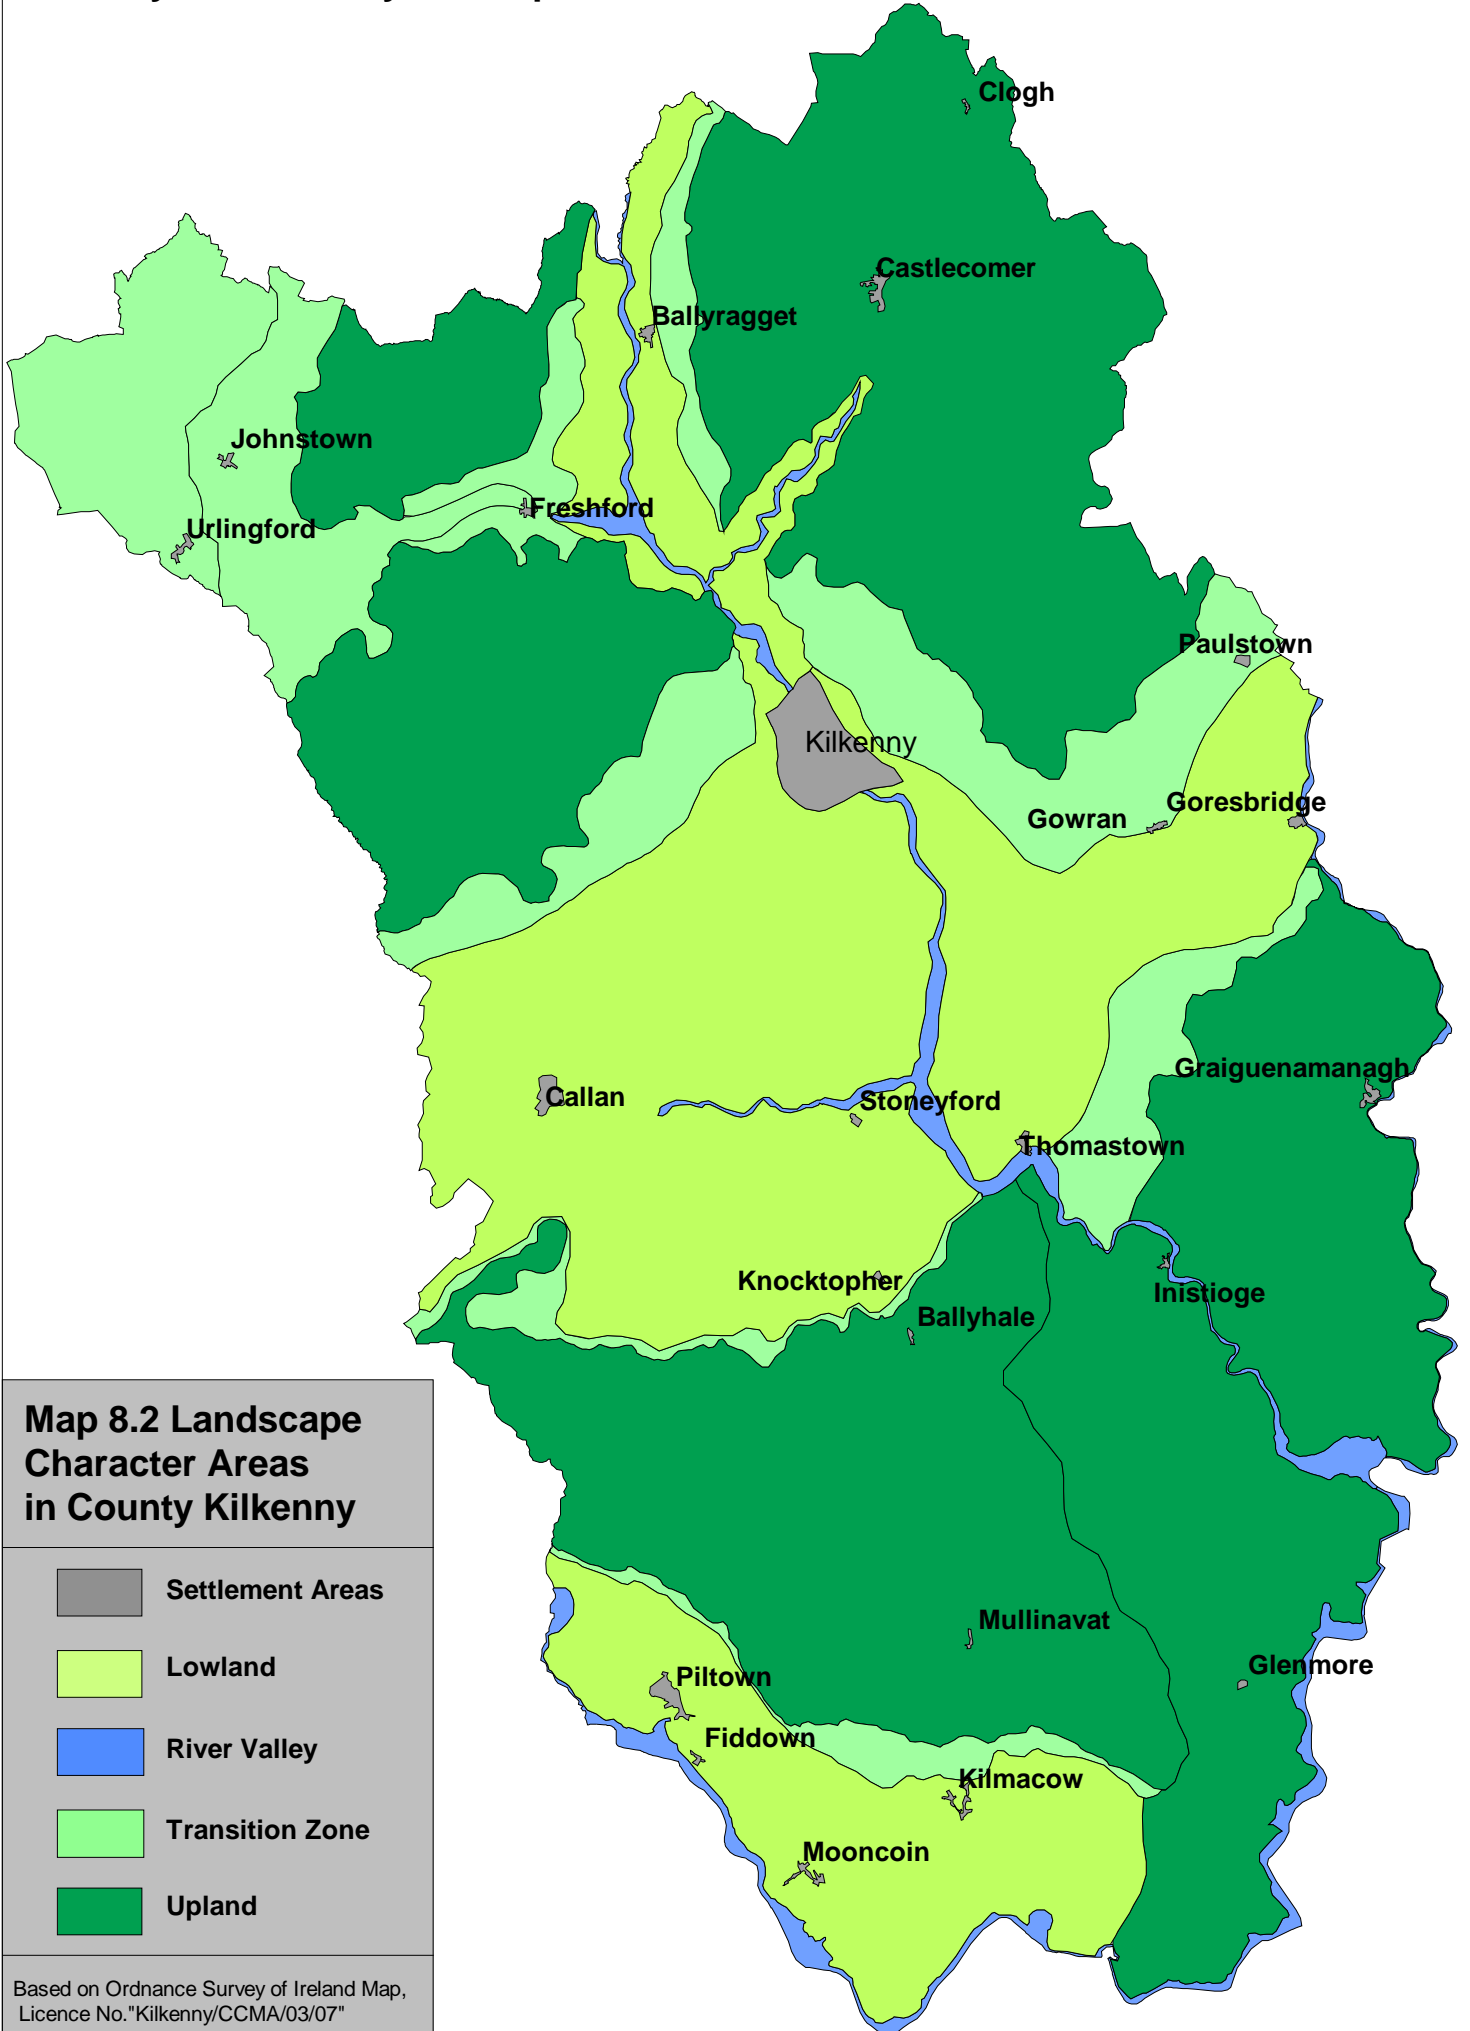 Clogh
Castlecomer
Ballyragget
Johnstown
Freshford
Urlingford
Paulstown
Kilkenny
Goresbridge
Gowran
Graiguenamanagh
Callan
Stoneyford
Thomastown
Knocktopher
Inistioge
Ballyhale
Map 8.2 Landscape
Character Areas
in County Kilkenny
Settlement Areas
Lowland
River Valley
Transition Zone
Upland
Mullinavat
Glenmore
Piltown
Fiddown
Kilmacow
Mooncoin
Based on Ordnance Survey of Ireland Map,
Licence No."Kilkenny/CCMA/03/07"